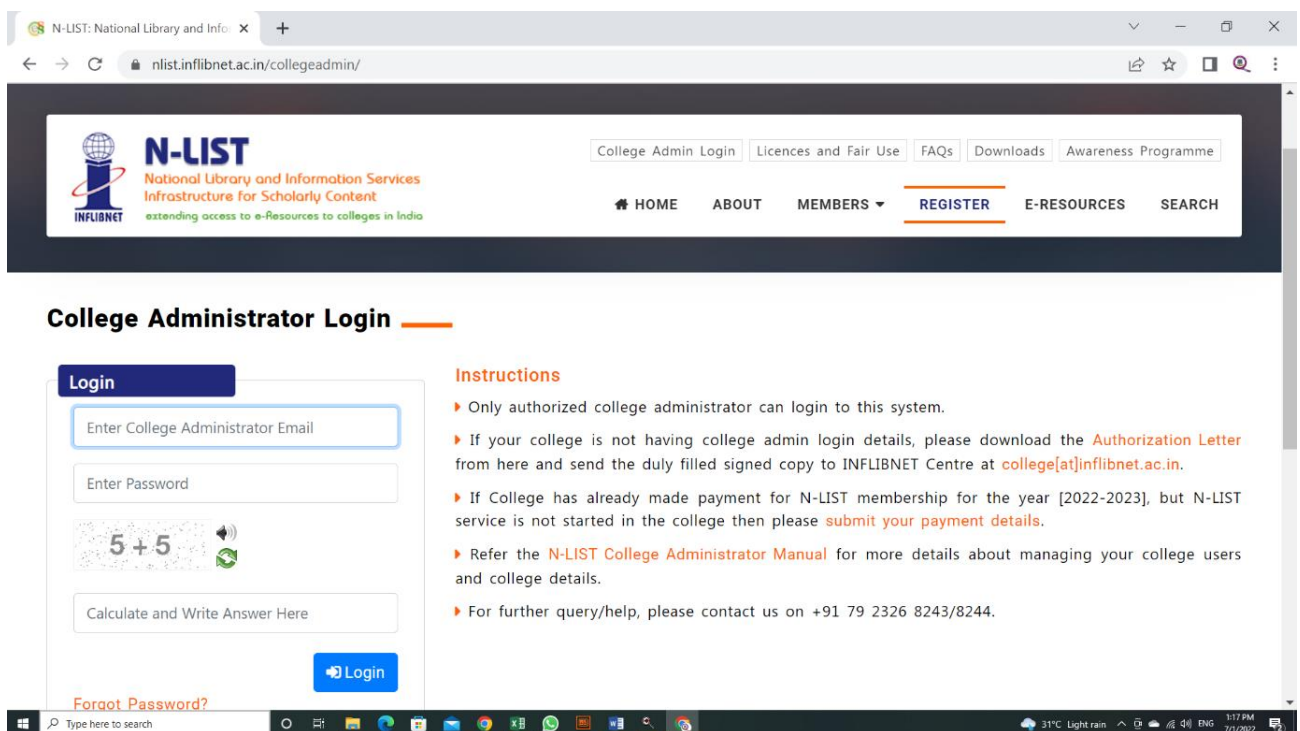 N-LIST: National Library and Info
nlist.inflibnet.ac.in/collegeadmin/
N-LIST
National Library and Information Services
Infrastructure for Scholarly Content
extending access to e-Resources to colleges in India
INFLIBNET
College Admin Login Licences and Fair Use FAQs Downloads Awareness Programme
HOME ABOUT MEMBERS REGISTER E-RESOURCES SEARCH
College Administrator Login
Login
Enter College Administrator Email
Enter Password
5 + 5
Calculate and Write Answer Here
Login
Forgot Password?
Instructions
Only authorized college administrator can login to this system.
If your college is not having college admin login details, please download the Authorization Letter
from here and send the duly filled signed copy to INFLIBNET Centre at college[at]inflibnet.ac.in.
If College has already made payment for N-LIST membership for the year [2022-2023], but N-LIST
service is not started in the college then please submit your payment details.
Refer the N-LIST College Administrator Manual for more details about managing your college users
and college details.
For further query/help, please contact us on +91 79 2326 8243/8244.
Type here to search
31°C Light rain
ENG
1:17 PM
7/1/2022